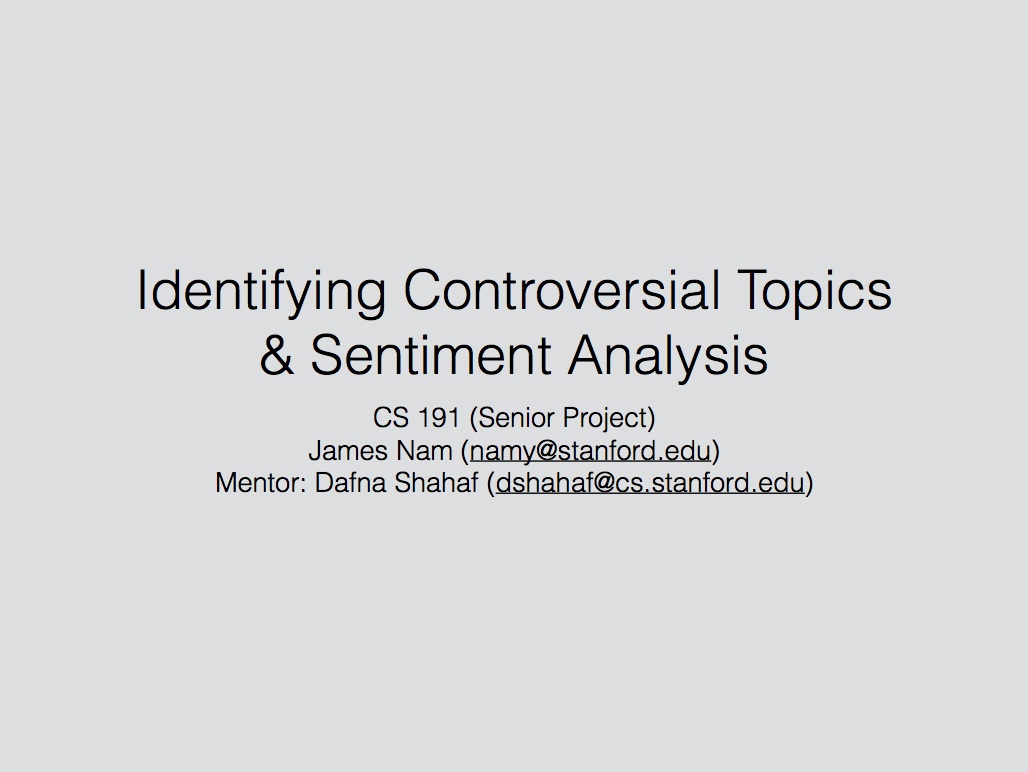 Identifying Controversial Topics
& Sentiment Analysis
CS 191 (Senior Project)
James Nam (namy@stanford.edu)
Mentor: Dafna Shahaf (dshahaf@cs.stanford.edu)